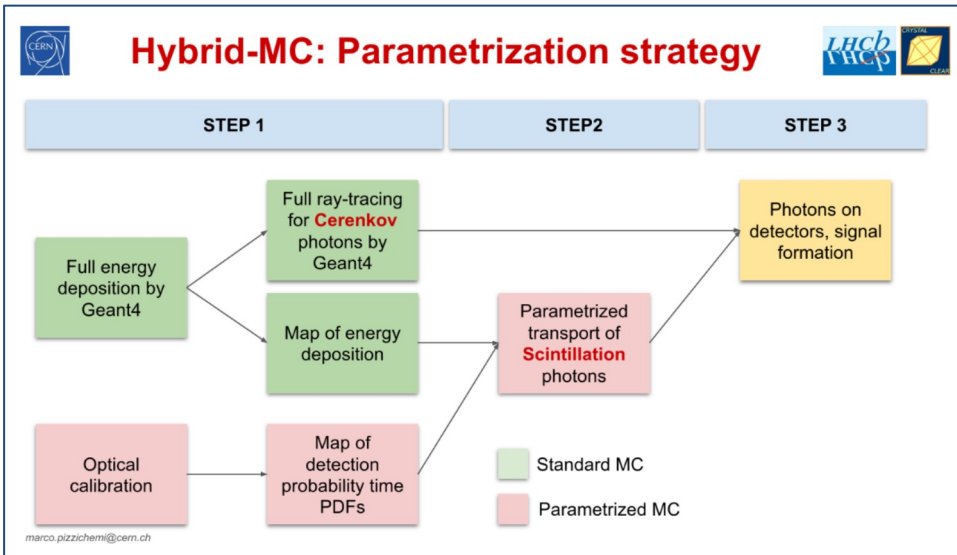 CERN
Hybrid-MC: Parametrization strategy
LHCb
LHCp
CRYSTAL
CLEAR
STEP 1
STEP2
STEP 3
Full energy
deposition by
Geant4
Full ray-tracing
for Cerenkov
photons by
Geant4
Photons on
detectors, signal
formation
Map of energy
deposition
Parametrized
transport of
Scintillation
photons
Optical
calibration
Map of
detection
probability time
PDFs
Standard MC
Parametrized MC
marco.pizzichemi@cern.ch